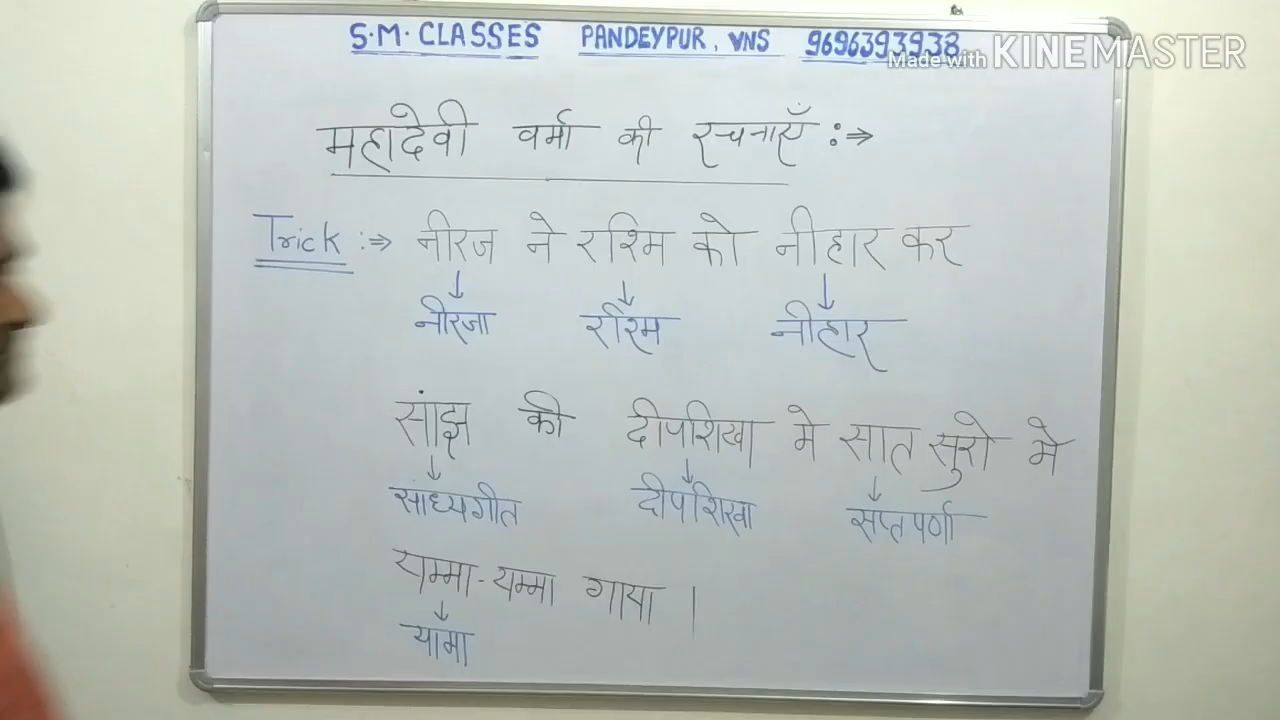 S.M. CLASSES PANDEYPUR, VNS 9696393938
Made with KINEMASTER
महादेवी वर्मा की रचनाएँ :⇒
Trick :⇒ नीरज ने रश्मि को नीहार कर
↓ ↓ ↓
नीरजा रश्मि नीहार
सांझ की दीपशिखा मे सात सुरो मे
↓ ↓ ↓
सांध्यगीत दीपशिखा सप्तपर्णा
यम्मा-यम्मा गाया |
↓
यामा